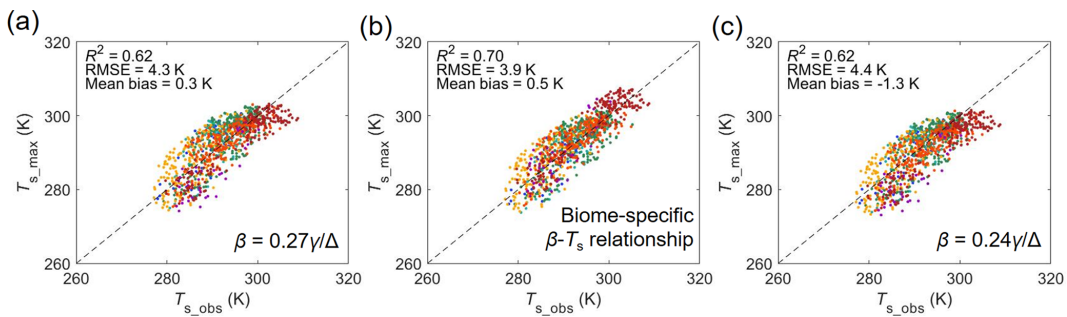 (a)
R² = 0.62
RMSE = 4.3 K
Mean bias = 0.3 K
320
300
280
260
T_s_max (K)
β = 0.27γ/Δ
260
280
300
320
T_s_obs (K)
(b)
R² = 0.70
RMSE = 3.9 K
Mean bias = 0.5 K
320
300
280
260
T_s_max (K)
Biome-specific
β-T_s relationship
260
280
300
320
T_s_obs (K)
(c)
R² = 0.62
RMSE = 4.4 K
Mean bias = -1.3 K
320
300
280
260
T_s_max (K)
β = 0.24γ/Δ
260
280
300
320
T_s_obs (K)